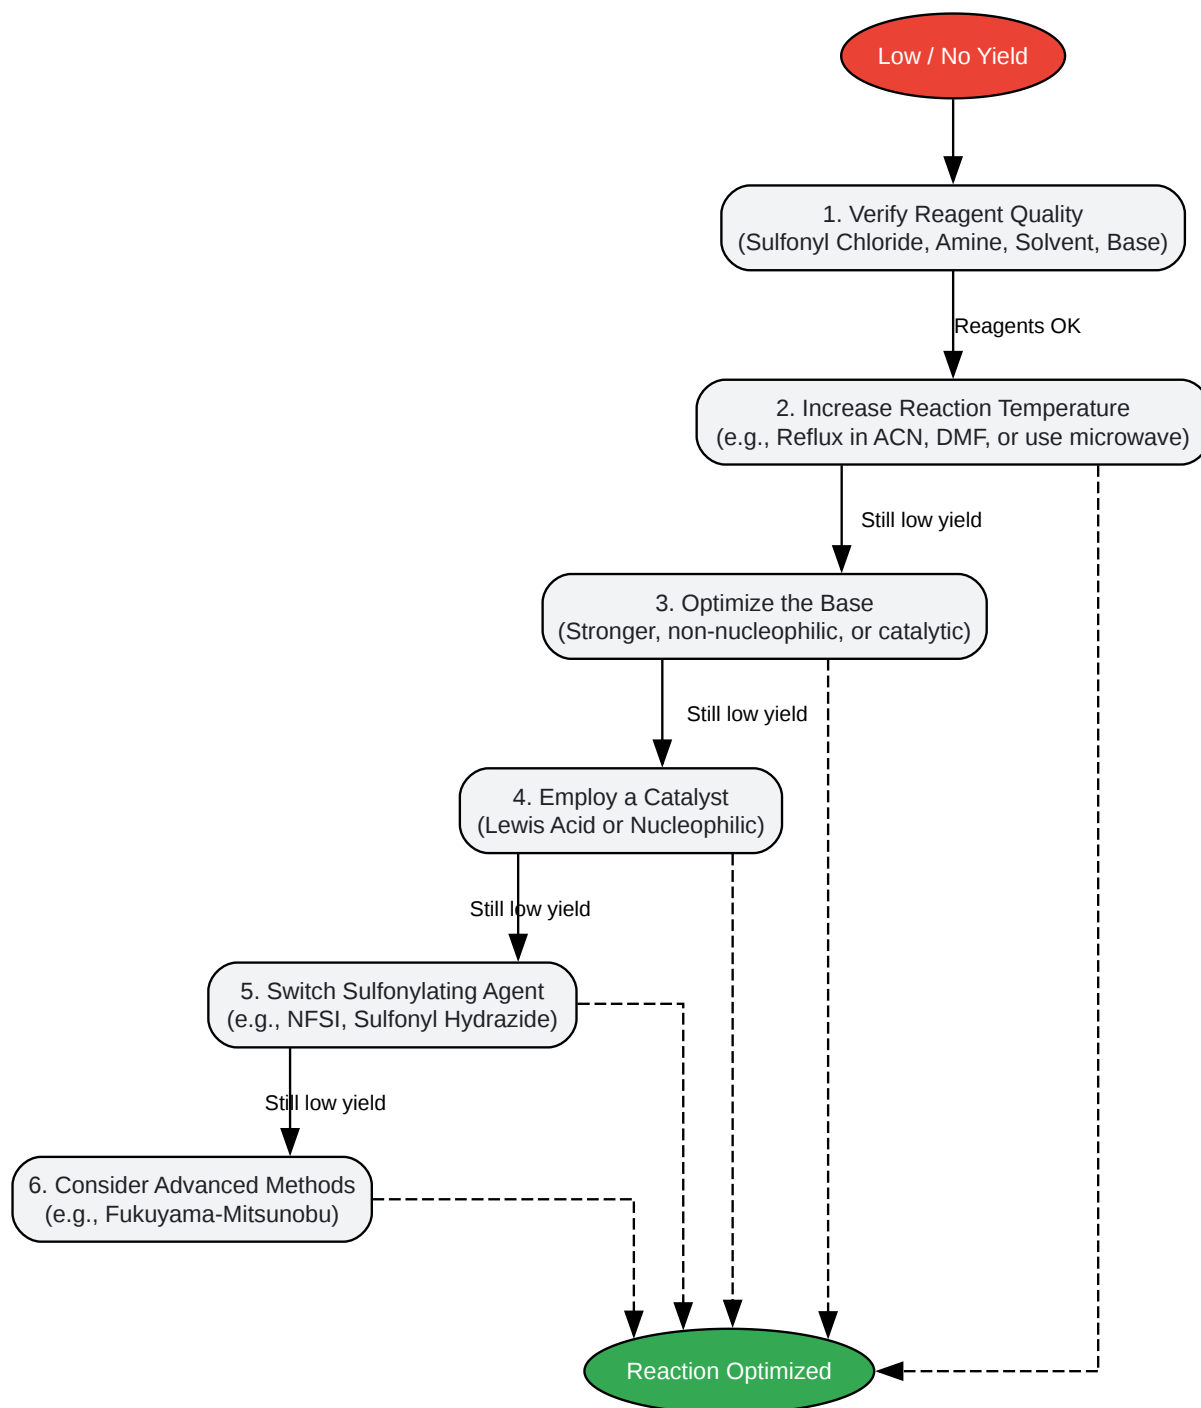 Low / No Yield
1. Verify Reagent Quality
(Sulfonyl Chloride, Amine, Solvent, Base)
Reagents OK
2. Increase Reaction Temperature
(e.g., Reflux in ACN, DMF, or use microwave)
Still low yield
3. Optimize the Base
(Stronger, non-nucleophilic, or catalytic)
Still low yield
4. Employ a Catalyst
(Lewis Acid or Nucleophilic)
Still low yield
5. Switch Sulfonylating Agent
(e.g., NFSI, Sulfonyl Hydrazide)
Still low yield
6. Consider Advanced Methods
(e.g., Fukuyama-Mitsunobu)
Reaction Optimized